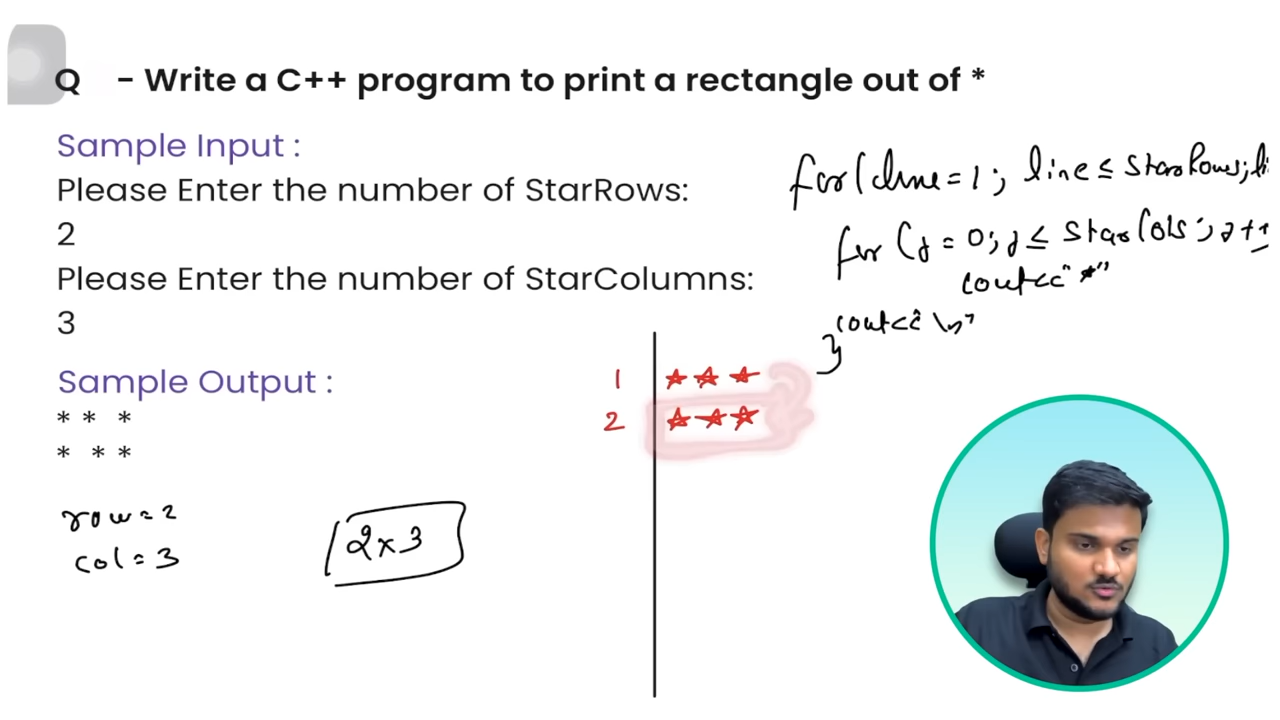 Q - Write a C++ program to print a rectangle out of *
Sample Input :
Please Enter the number of StarRows:
2
Please Enter the number of StarColumns:
3
Sample Output :
* * *
* * *
row = 2
col = 3
2x3
for(line=1; line ≤ StarRows; li
for (j = 0; j ≤ StarCols; j++
cout<<"*"
cout<<"\n"
}
1 ★ ★ ★
2 ★ ★ ★